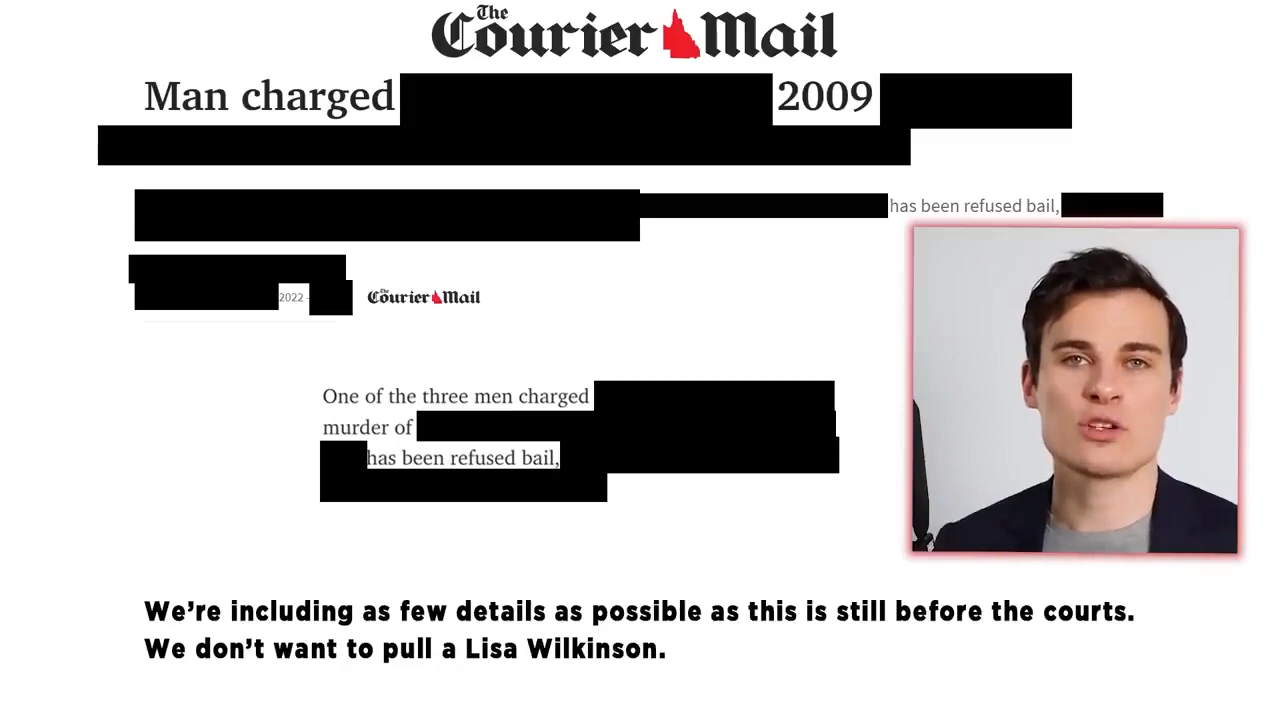 The Courier Mail
Man charged 2009
has been refused bail,
2022 -
The Courier Mail
One of the three men charged
murder of
has been refused bail,
We're including as few details as possible as this is still before the courts.
We don't want to pull a Lisa Wilkinson.